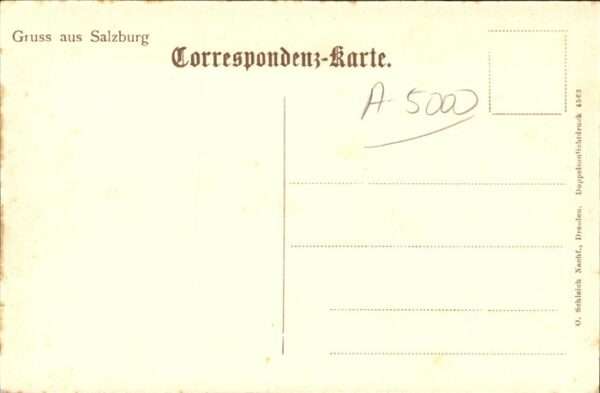 Gruss aus Salzburg
Correspondenz-Karte.
A-5000
O. Schleich Nachf., Dresden. Doppeltonlichtdruck 4562